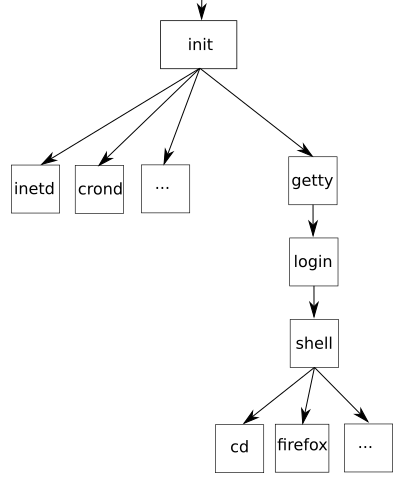 init
inetd
crond
...
getty
login
shell
cd
firefox
...